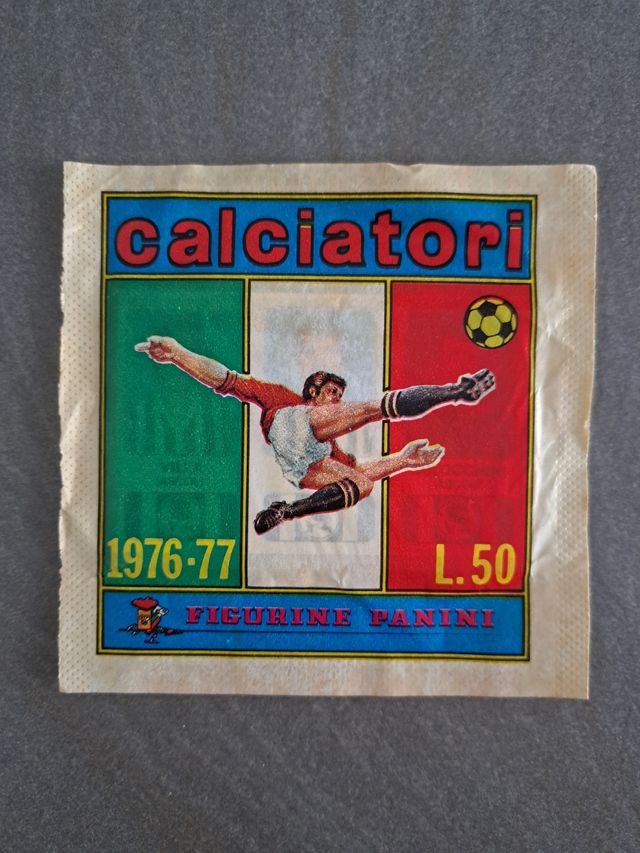 calciatori
1976-77
L.50
FIGURINE PANINI